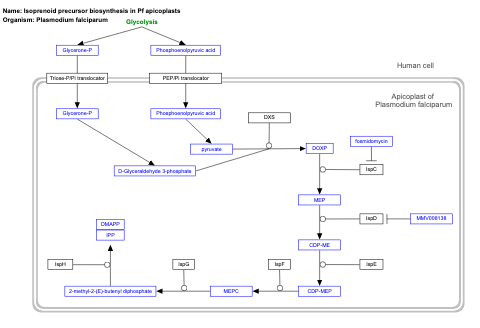 Name: Isoprenoid precursor biosynthesis in Pf apicoplasts
Organism: Plasmodium falciparum
Glycolysis
Glycerone-P
Phosphoenolpyruvic acid
Human cell
Triose-P/Pi translocator
PEP/Pi translocator
Apicoplast of
Plasmodium falciparum
Glycerone-P
Phosphoenolpyruvic acid
DXS
fosmidomycin
pyruvate
DOXP
D-Glyceraldehyde 3-phosphate
IspC
MEP
IspD
MMV008138
DMAPP
IPP
CDP-ME
IspH
IspG
IspF
IspE
2-methyl-2-(E)-butenyl diphosphate
MEPC
CDP-MEP